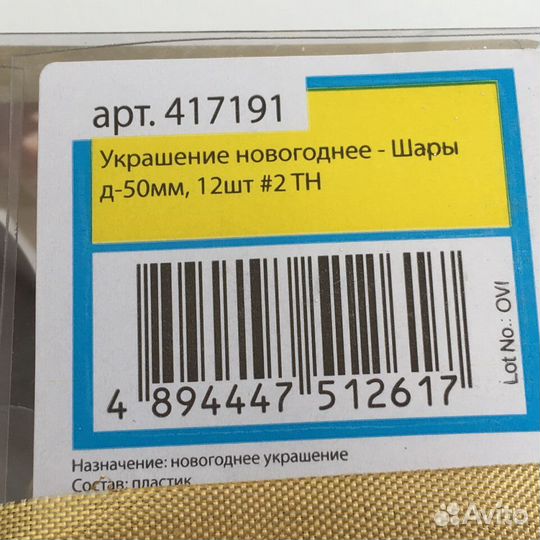 арт. 417191
Украшение новогоднее - Шары
д-50мм, 12шт #2 TH
4 894447 512617
Lot No.: OVI
Назначение: новогоднее украшение
Состав: пластик
Avito